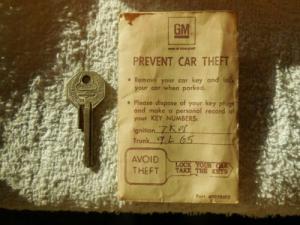 GM
PREVENT CAR THEFT
• Remove your car key and lock
your car when parked.
• Please dispose of your key plugs
and make a personal record of
your KEY NUMBERS:
Ignition
Trunk 9L65
AVOID
THEFT
LOCK YOUR CAR
TAKE THE KEYS